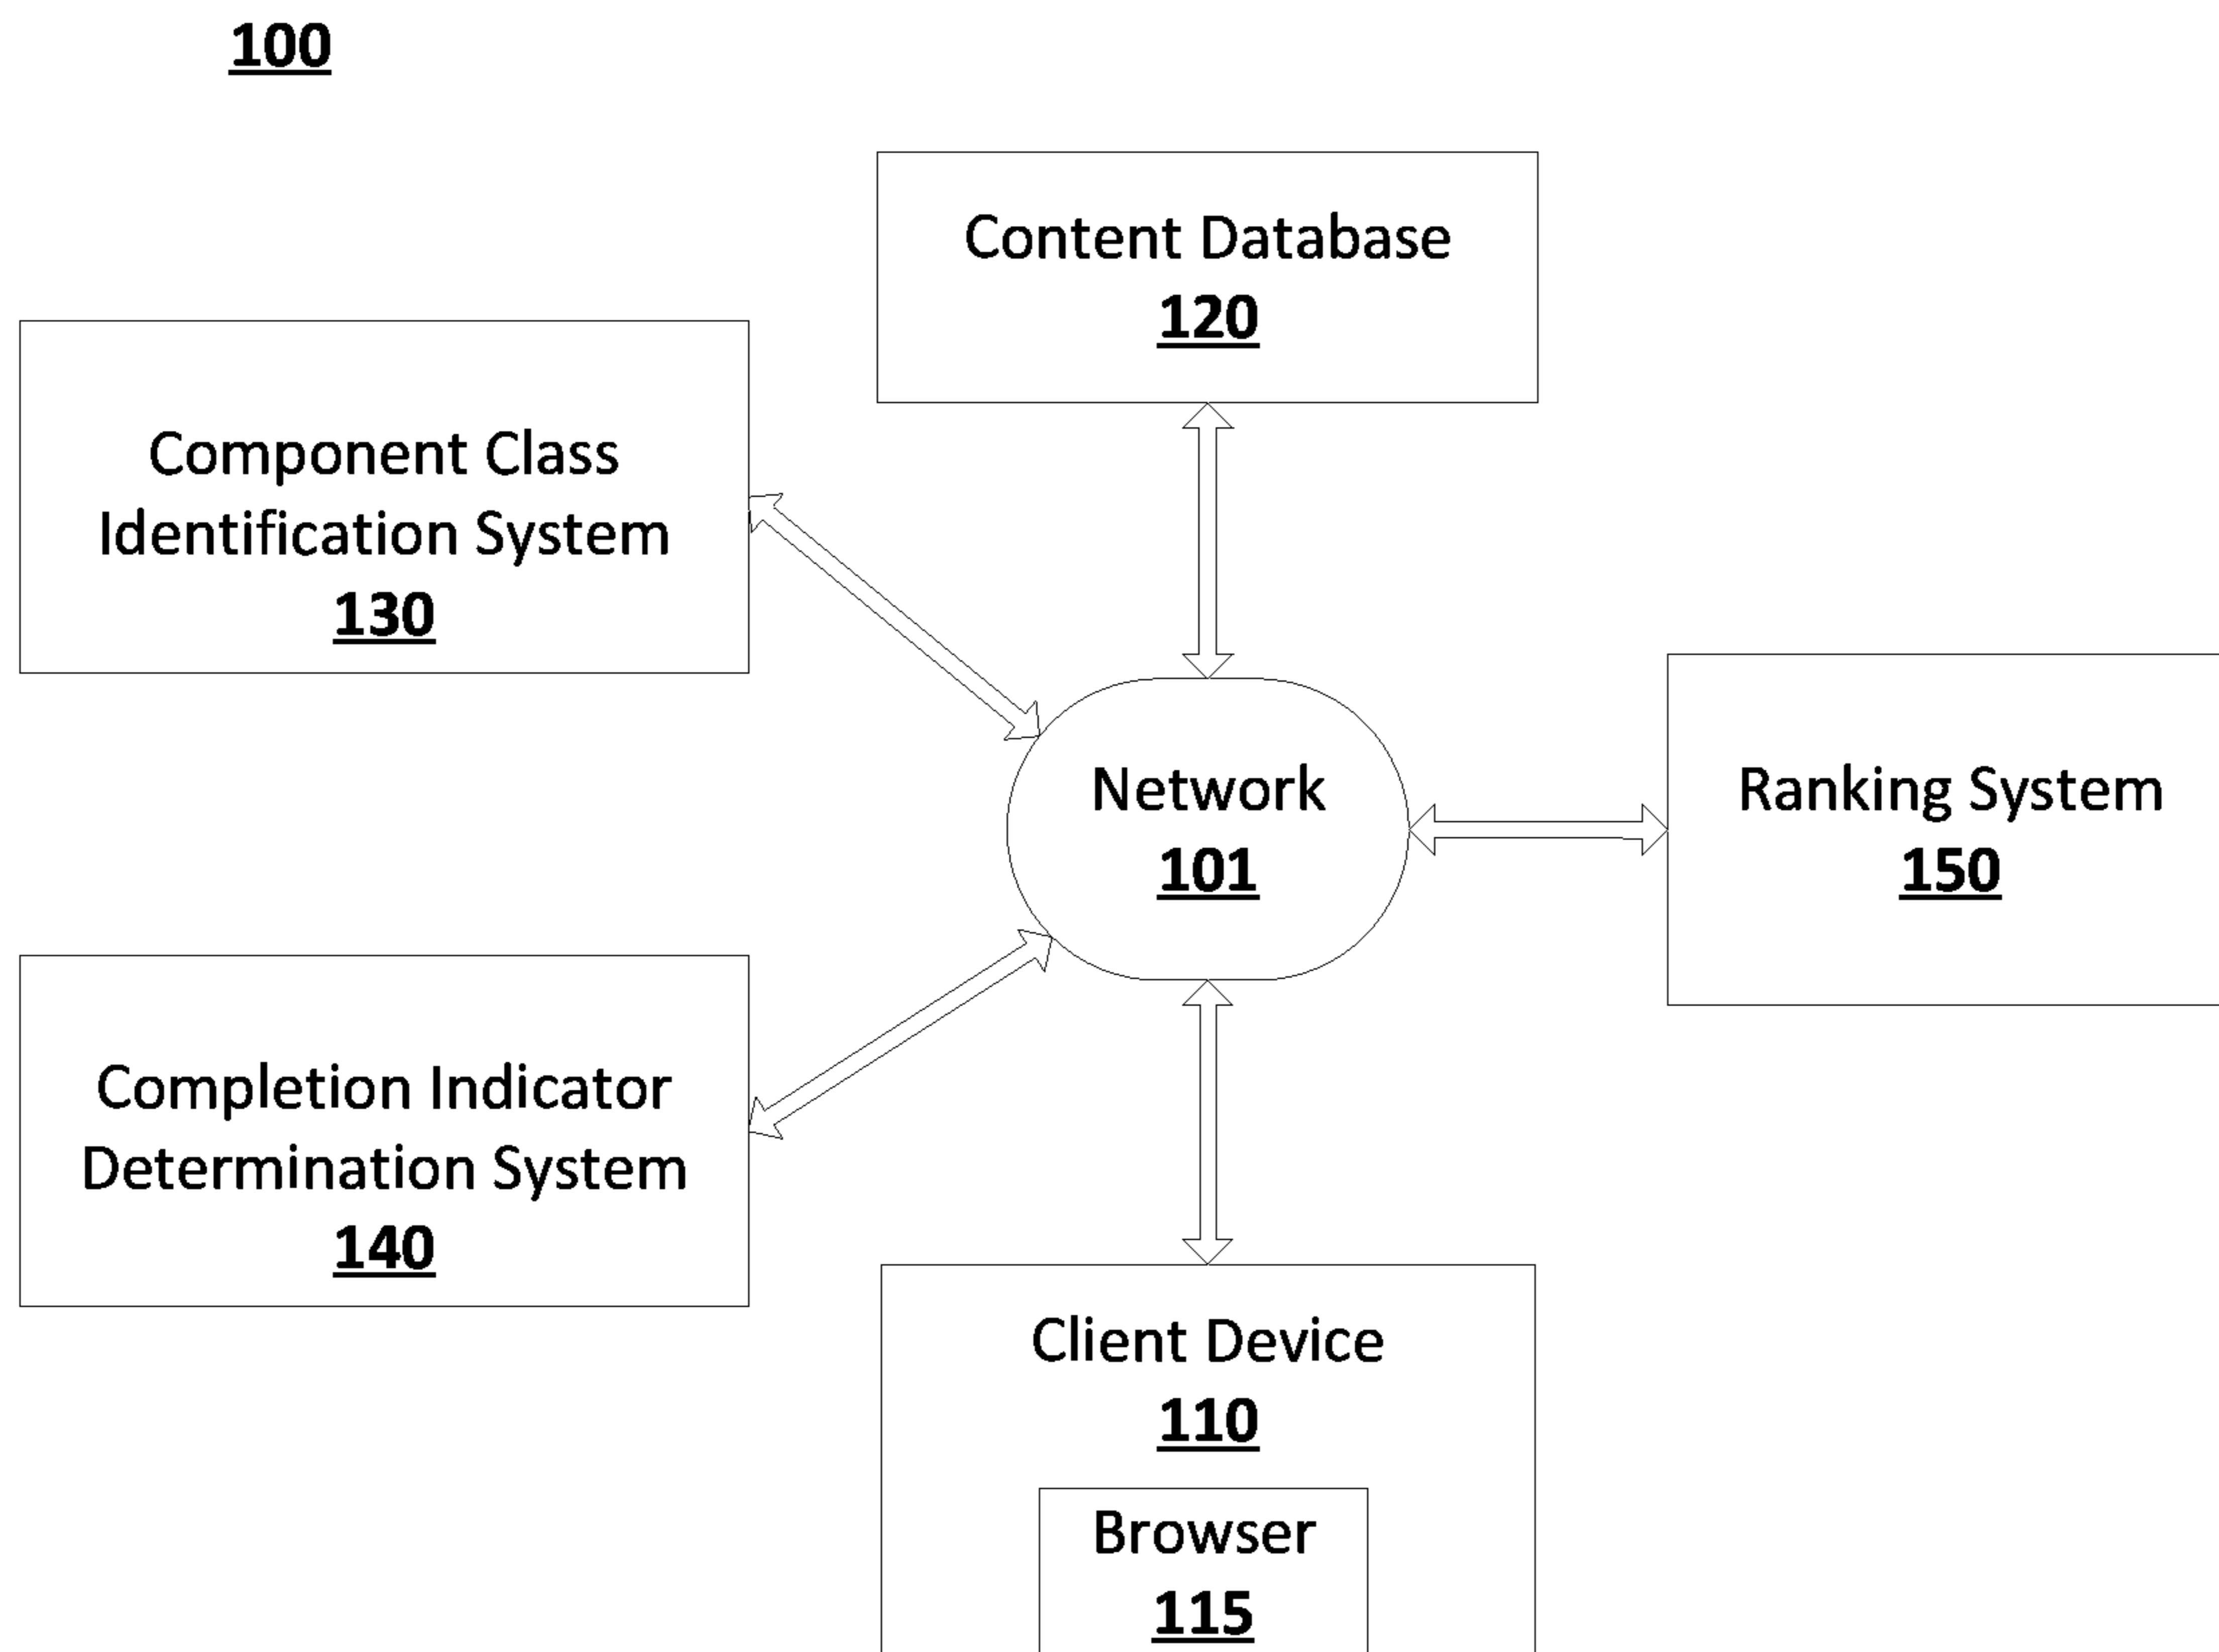 100
Content Database
120
Component Class
Identification System
130
Network
101
Ranking System
150
Completion Indicator
Determination System
140
Client Device
110
Browser
115